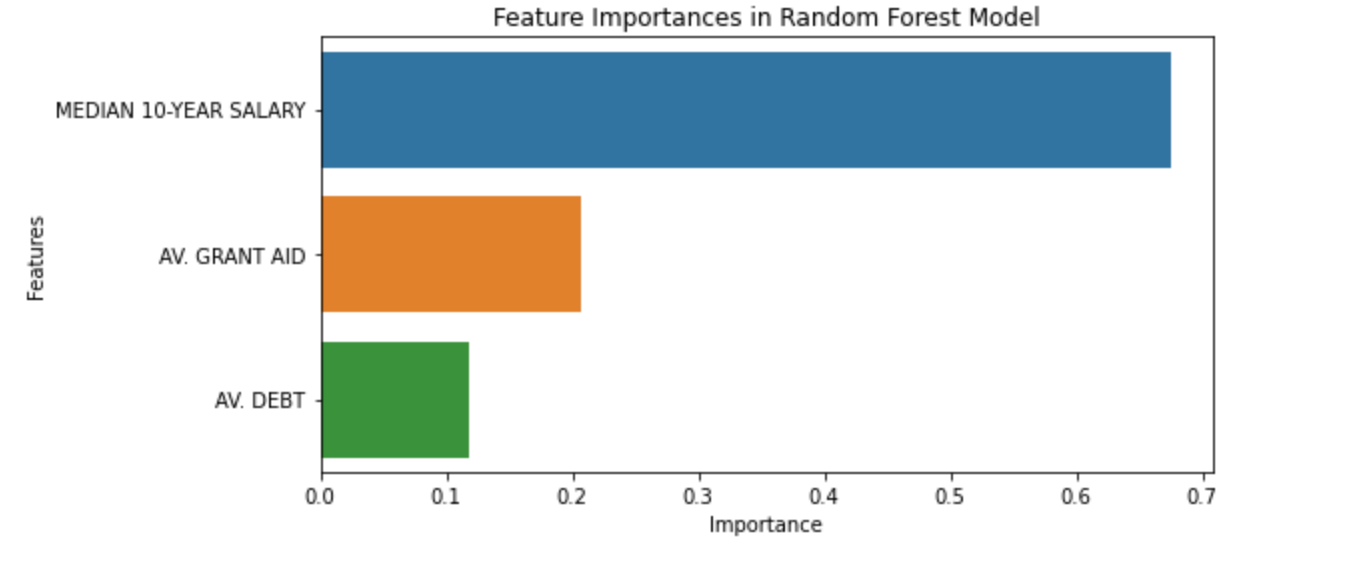 Feature Importances in Random Forest Model
MEDIAN 10-YEAR SALARY
AV. GRANT AID
AV. DEBT
Features
0.0 0.1 0.2 0.3 0.4 0.5 0.6 0.7
Importance